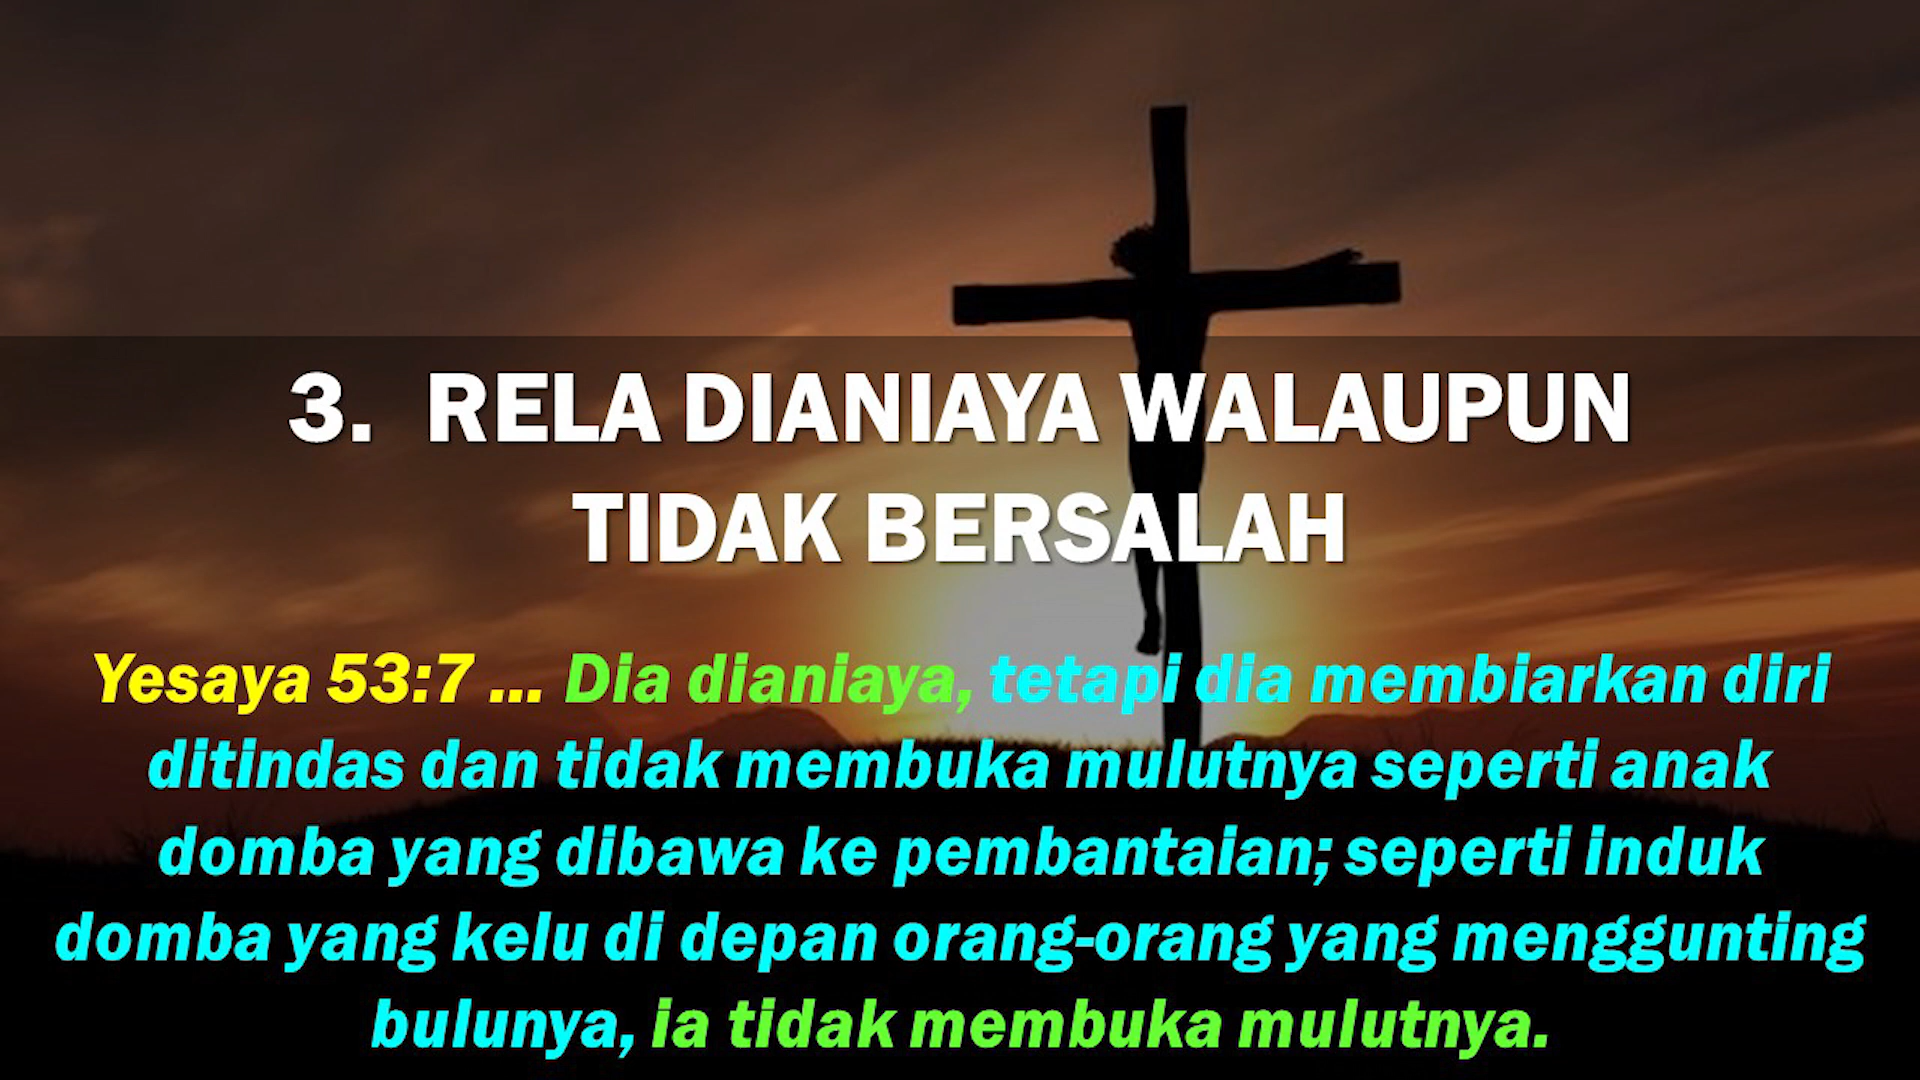 3. RELA DIANIAYA WALAUPUN
TIDAK BERSALAH
Yesaya 53:7 ... Dia dianiaya, tetapi dia membiarkan diri
ditindas dan tidak membuka mulutnya seperti anak
domba yang dibawa ke pembantaian; seperti induk
domba yang kelu di depan orang-orang yang menggunting
bulunya, ia tidak membuka mulutnya.